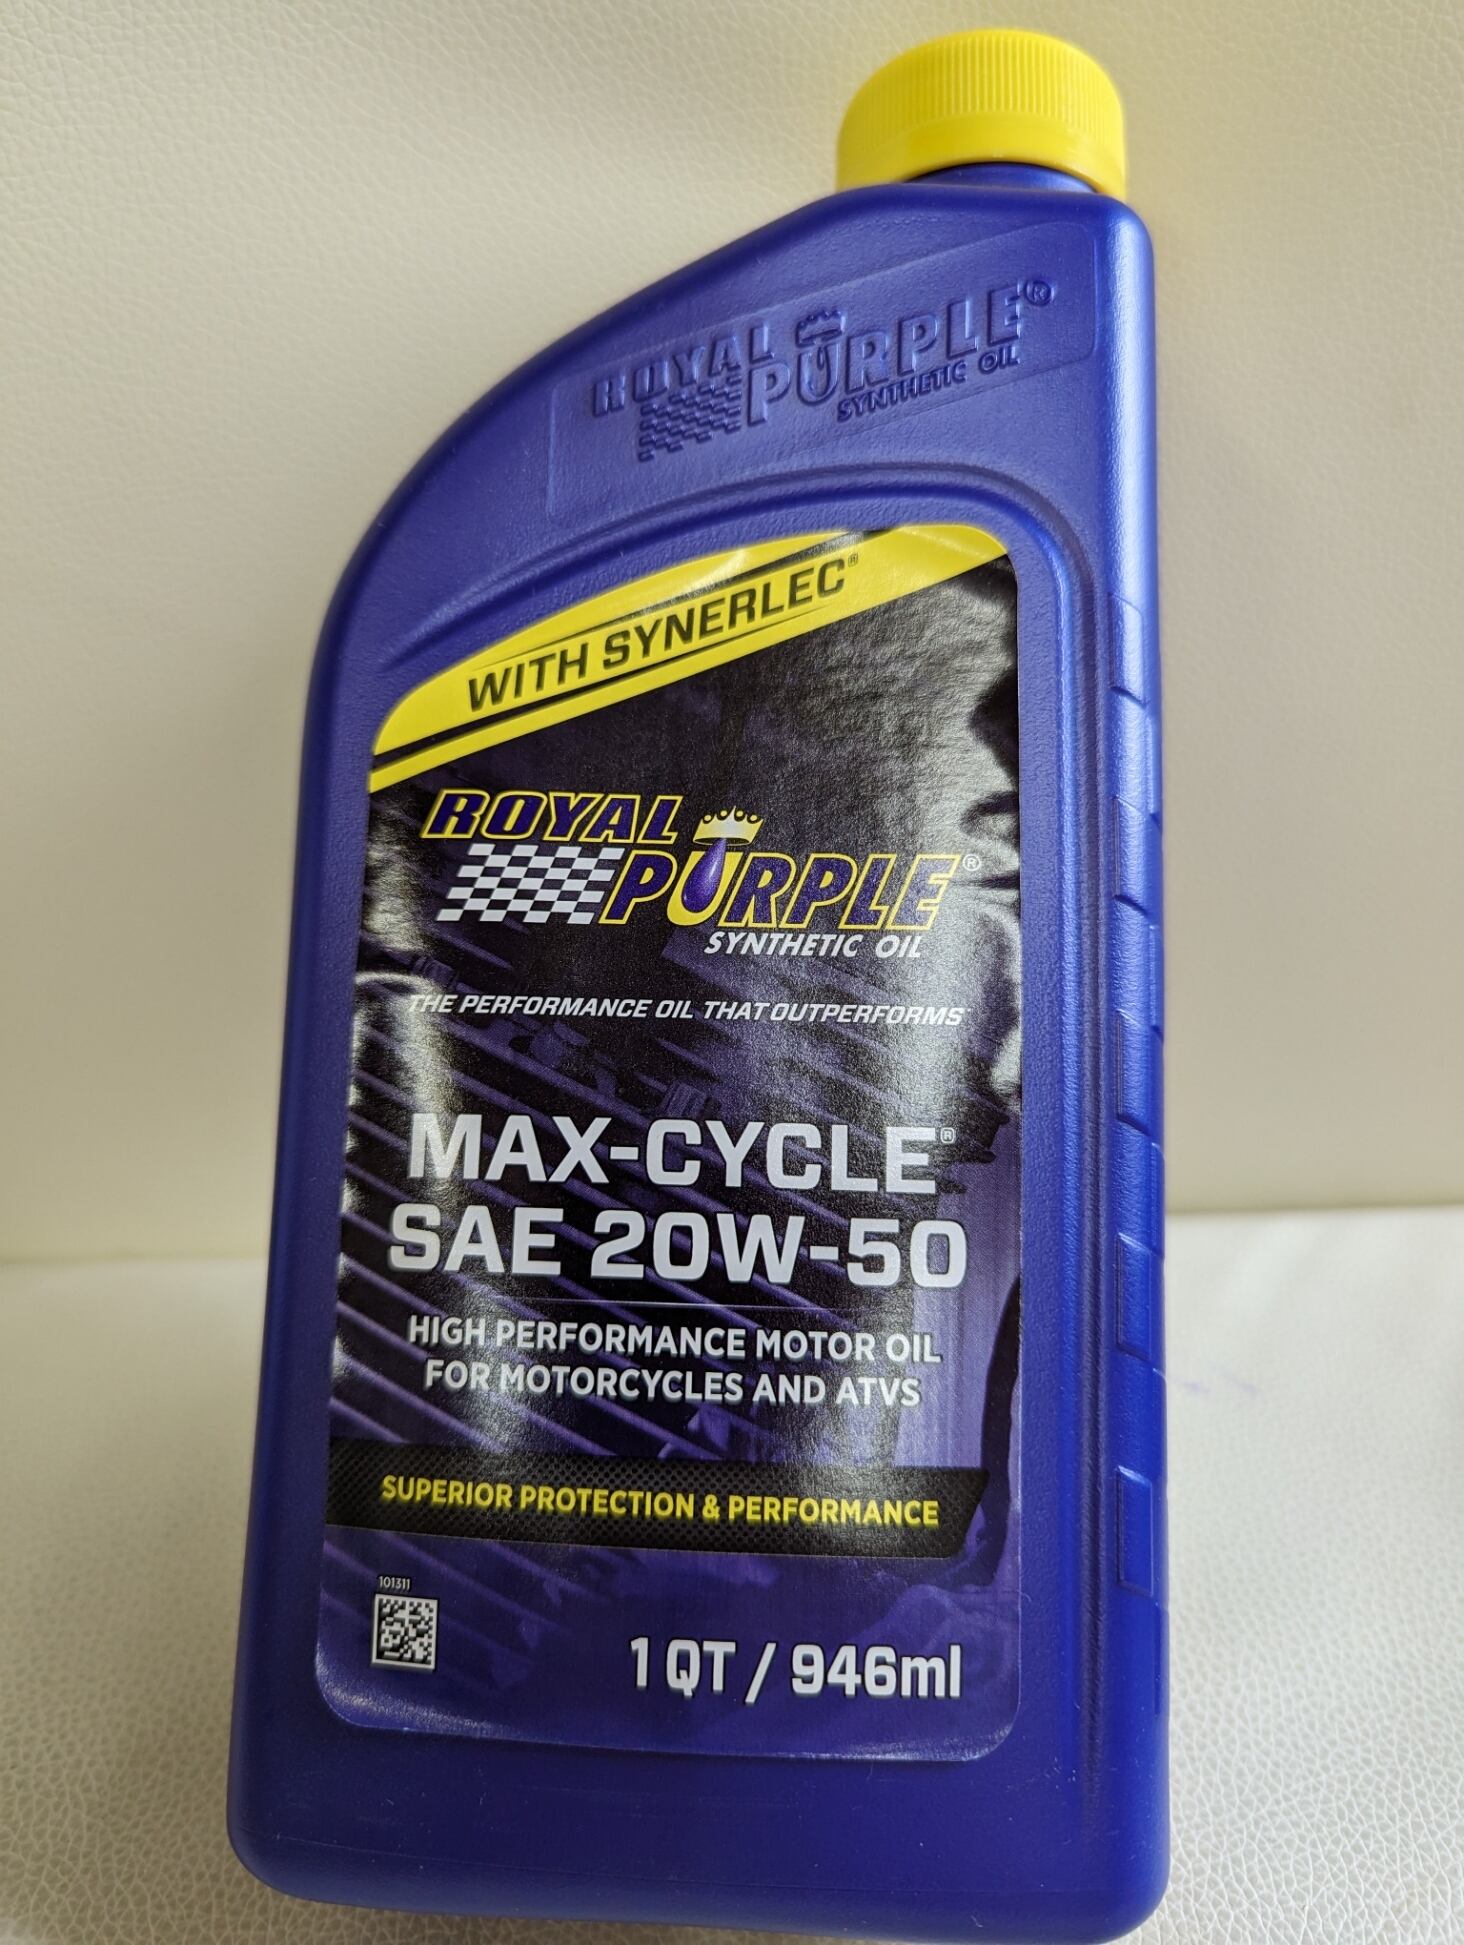 ROYAL
PURPLE®
SYNTHETIC OIL
WITH SYNERLEC®
ROYAL
PURPLE®
SYNTHETIC OIL
THE PERFORMANCE OIL THAT OUTPERFORMS
MAX-CYCLE®
SAE 20W-50
HIGH PERFORMANCE MOTOR OIL
FOR MOTORCYCLES AND ATVS
SUPERIOR PROTECTION & PERFORMANCE
101311
1 QT / 946ml